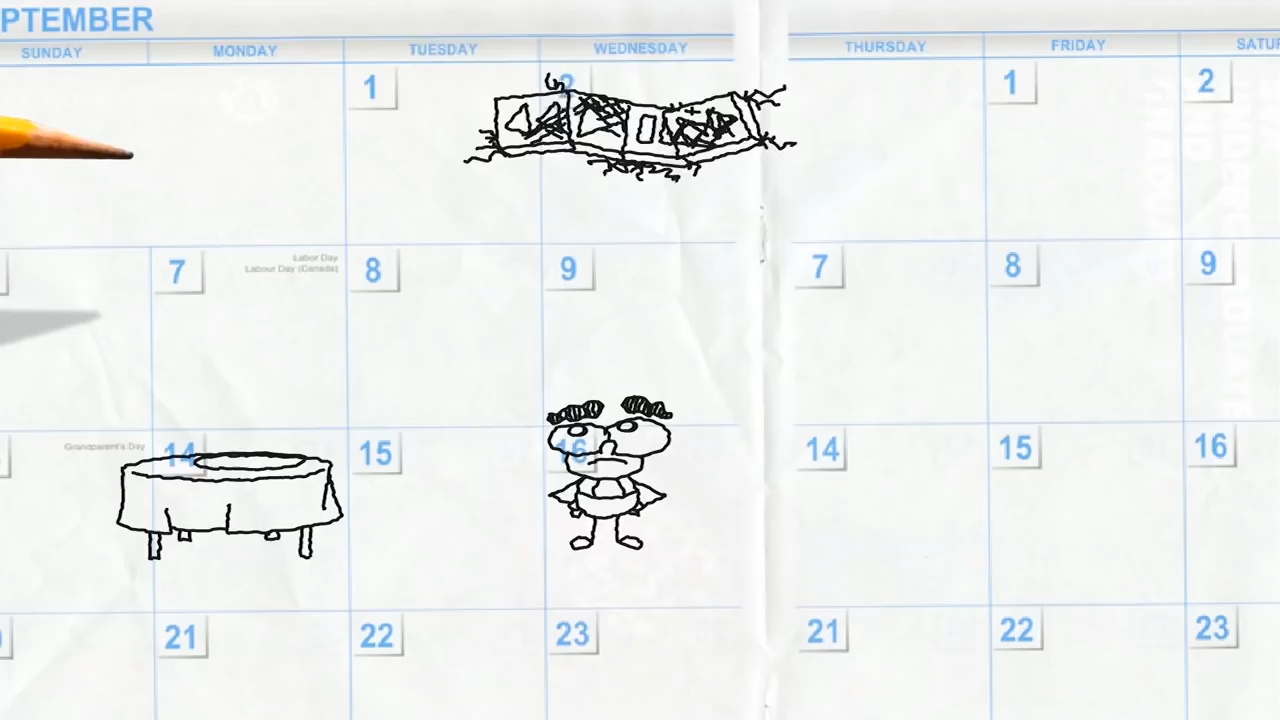 PTEMBER
SUNDAY MONDAY TUESDAY WEDNESDAY THURSDAY FRIDAY SATUR
1 2 1 2
7 Labor Day 8 9 7 8 9
Labour Day (Canada)
Grandparent's Day 14 15 16 14 15 16
21 22 23 21 22 23